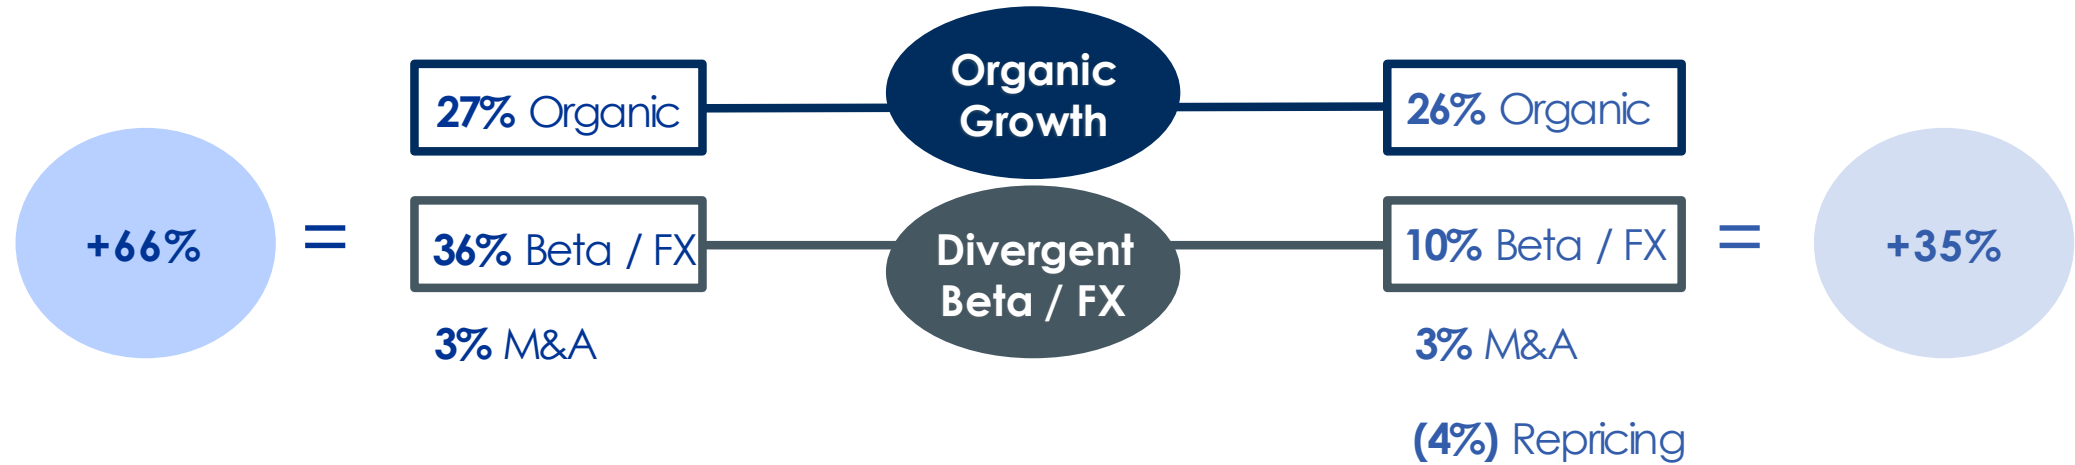 Organic
Growth
27% Organic
26% Organic
+66%
=
36% Beta / FX
Divergent
Beta / FX
10% Beta / FX
=
+35%
3% M&A
3% M&A
(4%) Repricing